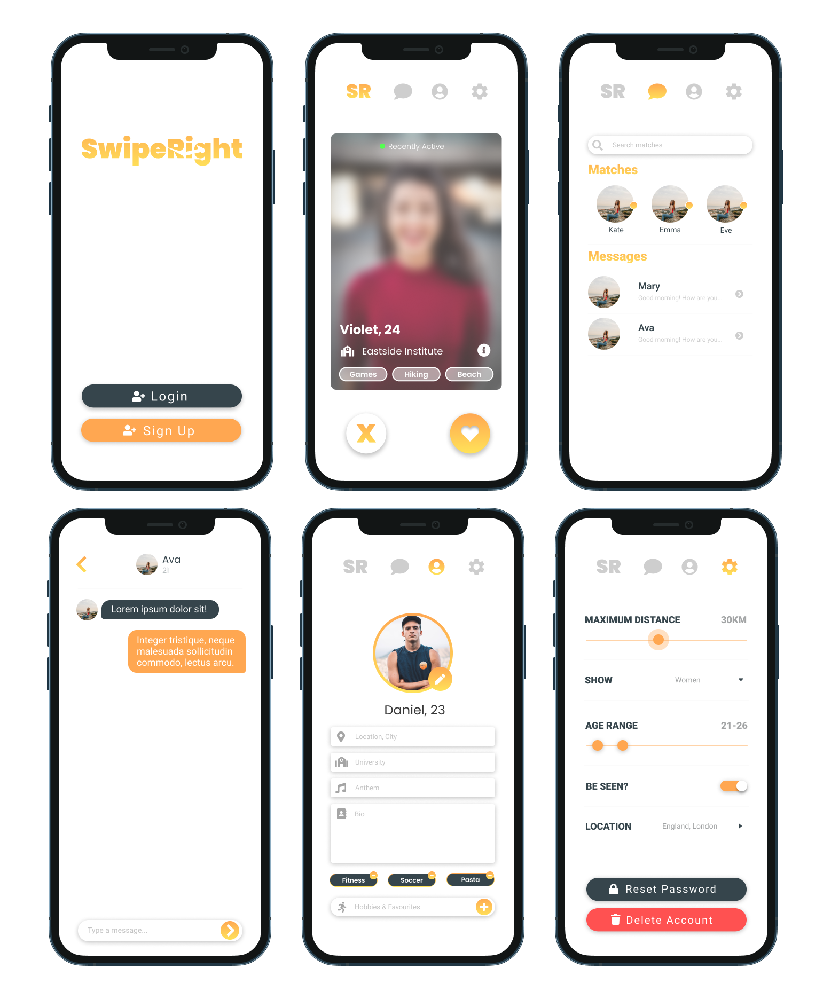 SwipeRight
Login
Sign Up
SR
Recently Active
Violet, 24
Eastside Institute
Games Hiking Beach
X
SR
Search matches
Matches
Kate Emma Eve
Messages
Mary
Good morning! How are you...
Ava
Good morning! How are you...
Ava
21
Lorem ipsum dolor sit!
Integer tristique, neque
malesuada sollicitudin
commodo, lectus arcu.
Type a message...
SR
Daniel, 23
Location, City
University
Anthem
Bio
Fitness Soccer Pasta
Hobbies & Favourites
SR
MAXIMUM DISTANCE 30KM
SHOW Women
AGE RANGE 21-26
BE SEEN?
LOCATION England, London
Reset Password
Delete Account